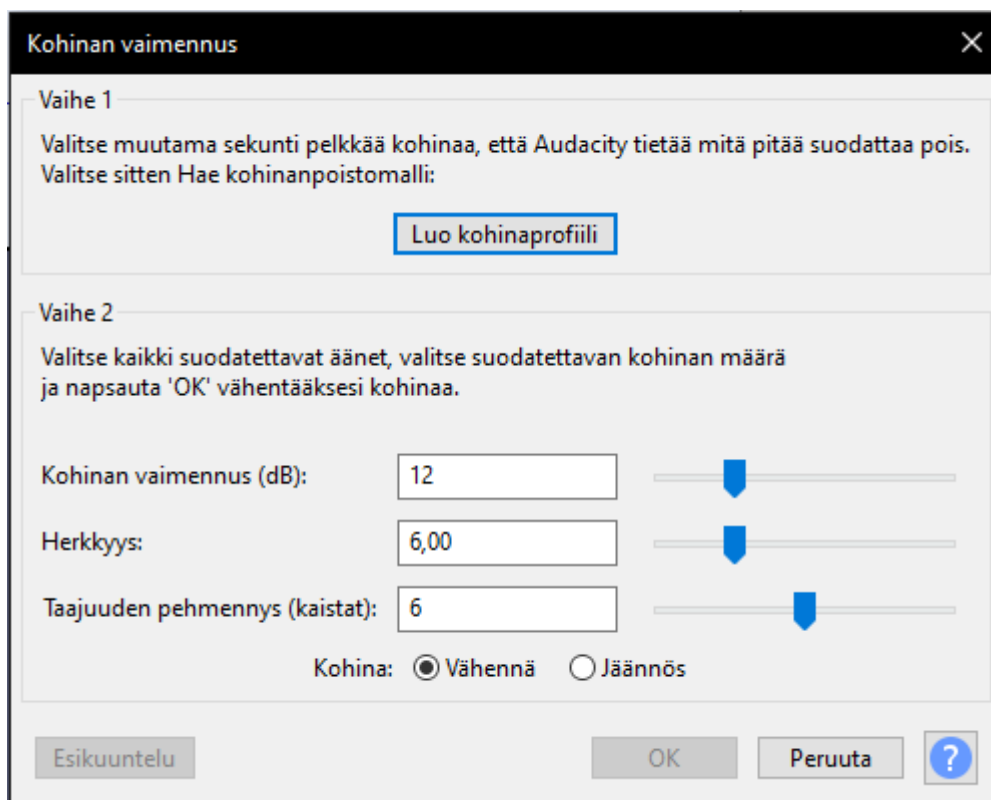 Kohinan vaimennus
Vaihe 1
Valitse muutama sekunti pelkkää kohinaa, että Audacity tietää mitä pitää suodattaa pois.
Valitse sitten Hae kohinanpoistomalli:
Luo kohinaprofiili
Vaihe 2
Valitse kaikki suodatettavat äänet, valitse suodatettavan kohinan määrä
ja napsauta 'OK' vähentääksesi kohinaa.
Kohinan vaimennus (dB): 12
Herkkyys: 6,00
Taajuuden pehmennys (kaistat): 6
Kohina: Vähennä Jäännös
Esikuuntelu OK Peruuta ?